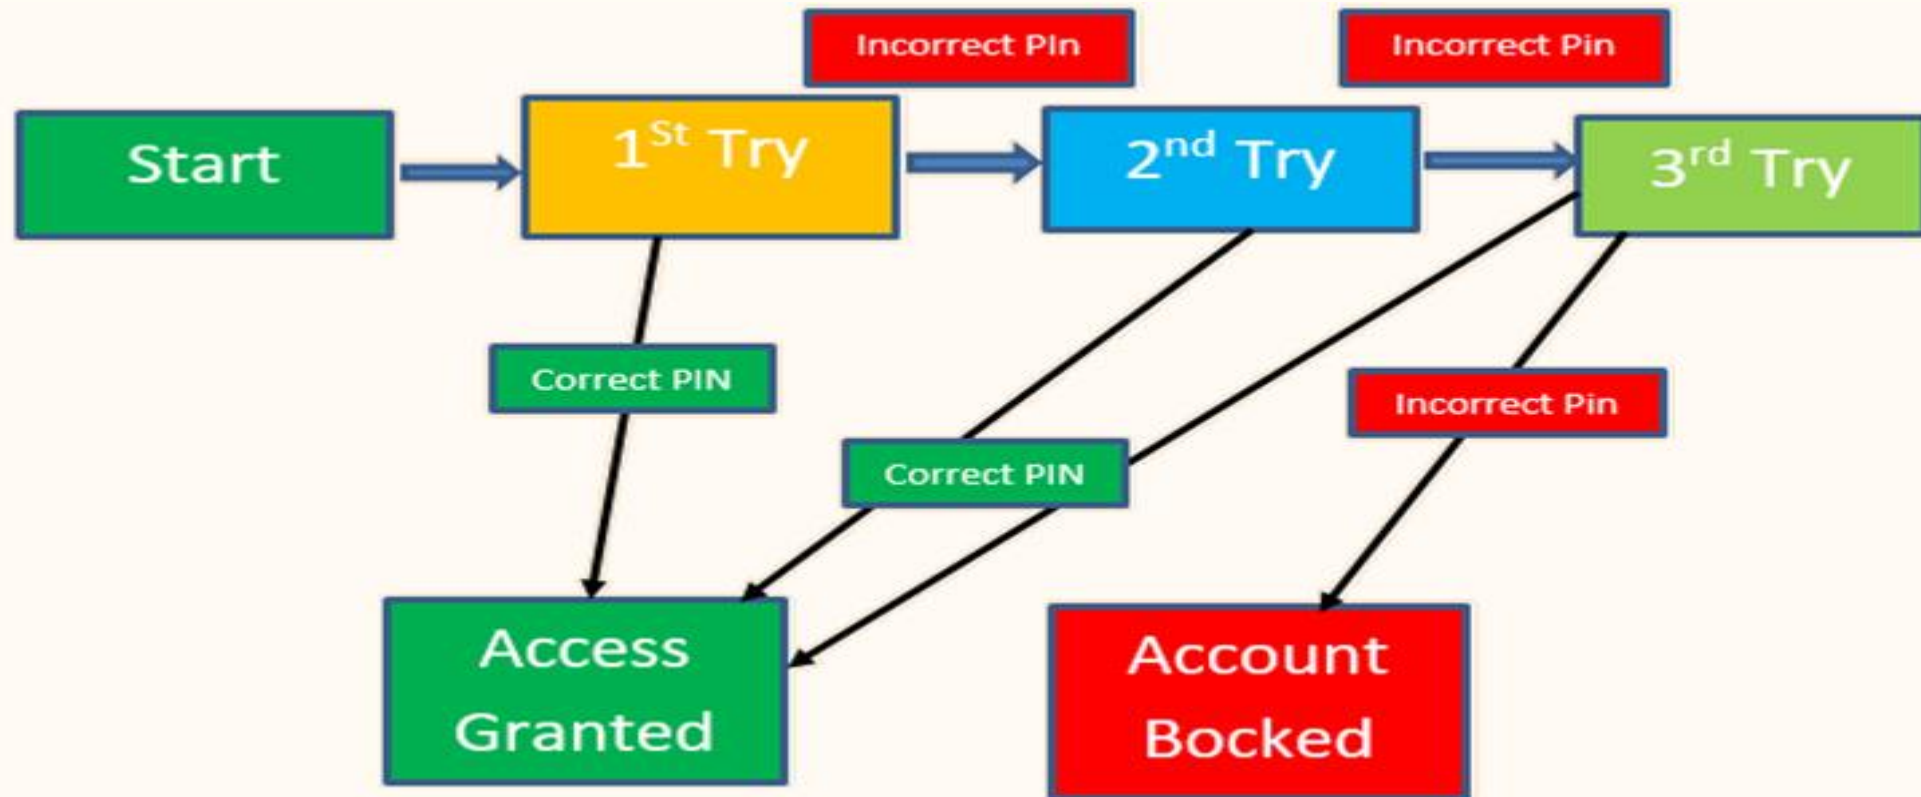 Incorrect PIn
Incorrect Pin
Start
1St Try
2nd Try
3rd Try
Correct PIN
Incorrect Pin
Correct PIN
Access
Granted
Account
Bocked